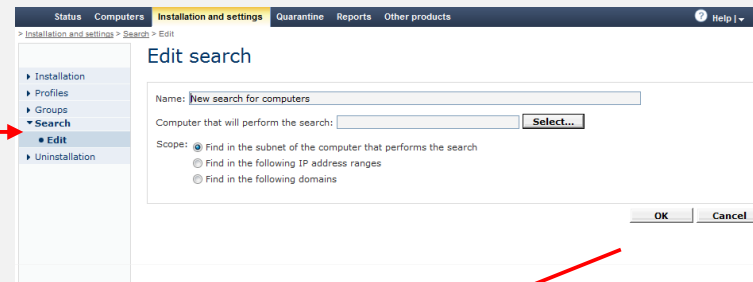 Status Computers Installation and settings Quarantine Reports Other products ? Help |
> Installation and settings > Search > Edit
Edit search
Installation
Profiles
Groups
Search
Edit
Uninstallation
Name: New search for computers
Computer that will perform the search: Select...
Scope: Find in the subnet of the computer that performs the search
Find in the following IP address ranges
Find in the following domains
OK Cancel